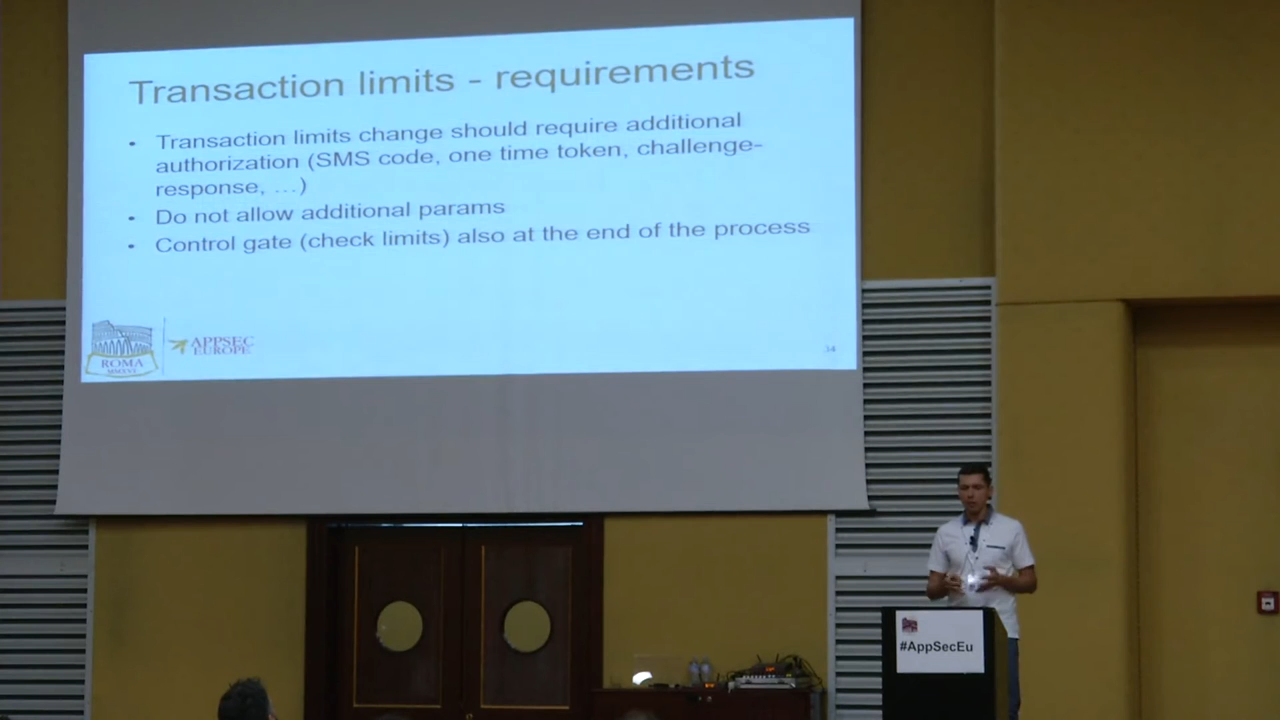 Transaction limits - requirements
• Transaction limits change should require additional
authorization (SMS code, one time token, challenge-
response, ...)
• Do not allow additional params
• Control gate (check limits) also at the end of the process
ROMA
MMXVI
APPSEC
EUROPE
34
#AppSecEu